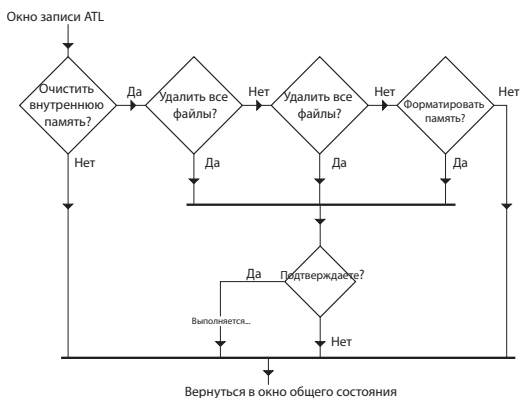 Окно записи ATL
Очистить
внутреннюю
память?
Да
Удалить все
файлы?
Нет
Удалить все
файлы?
Нет
Форматировать
память?
Нет
Нет
Да
Да
Да
Да
Подтверждаете?
Выполняется...
Нет
Вернуться в окно общего состояния